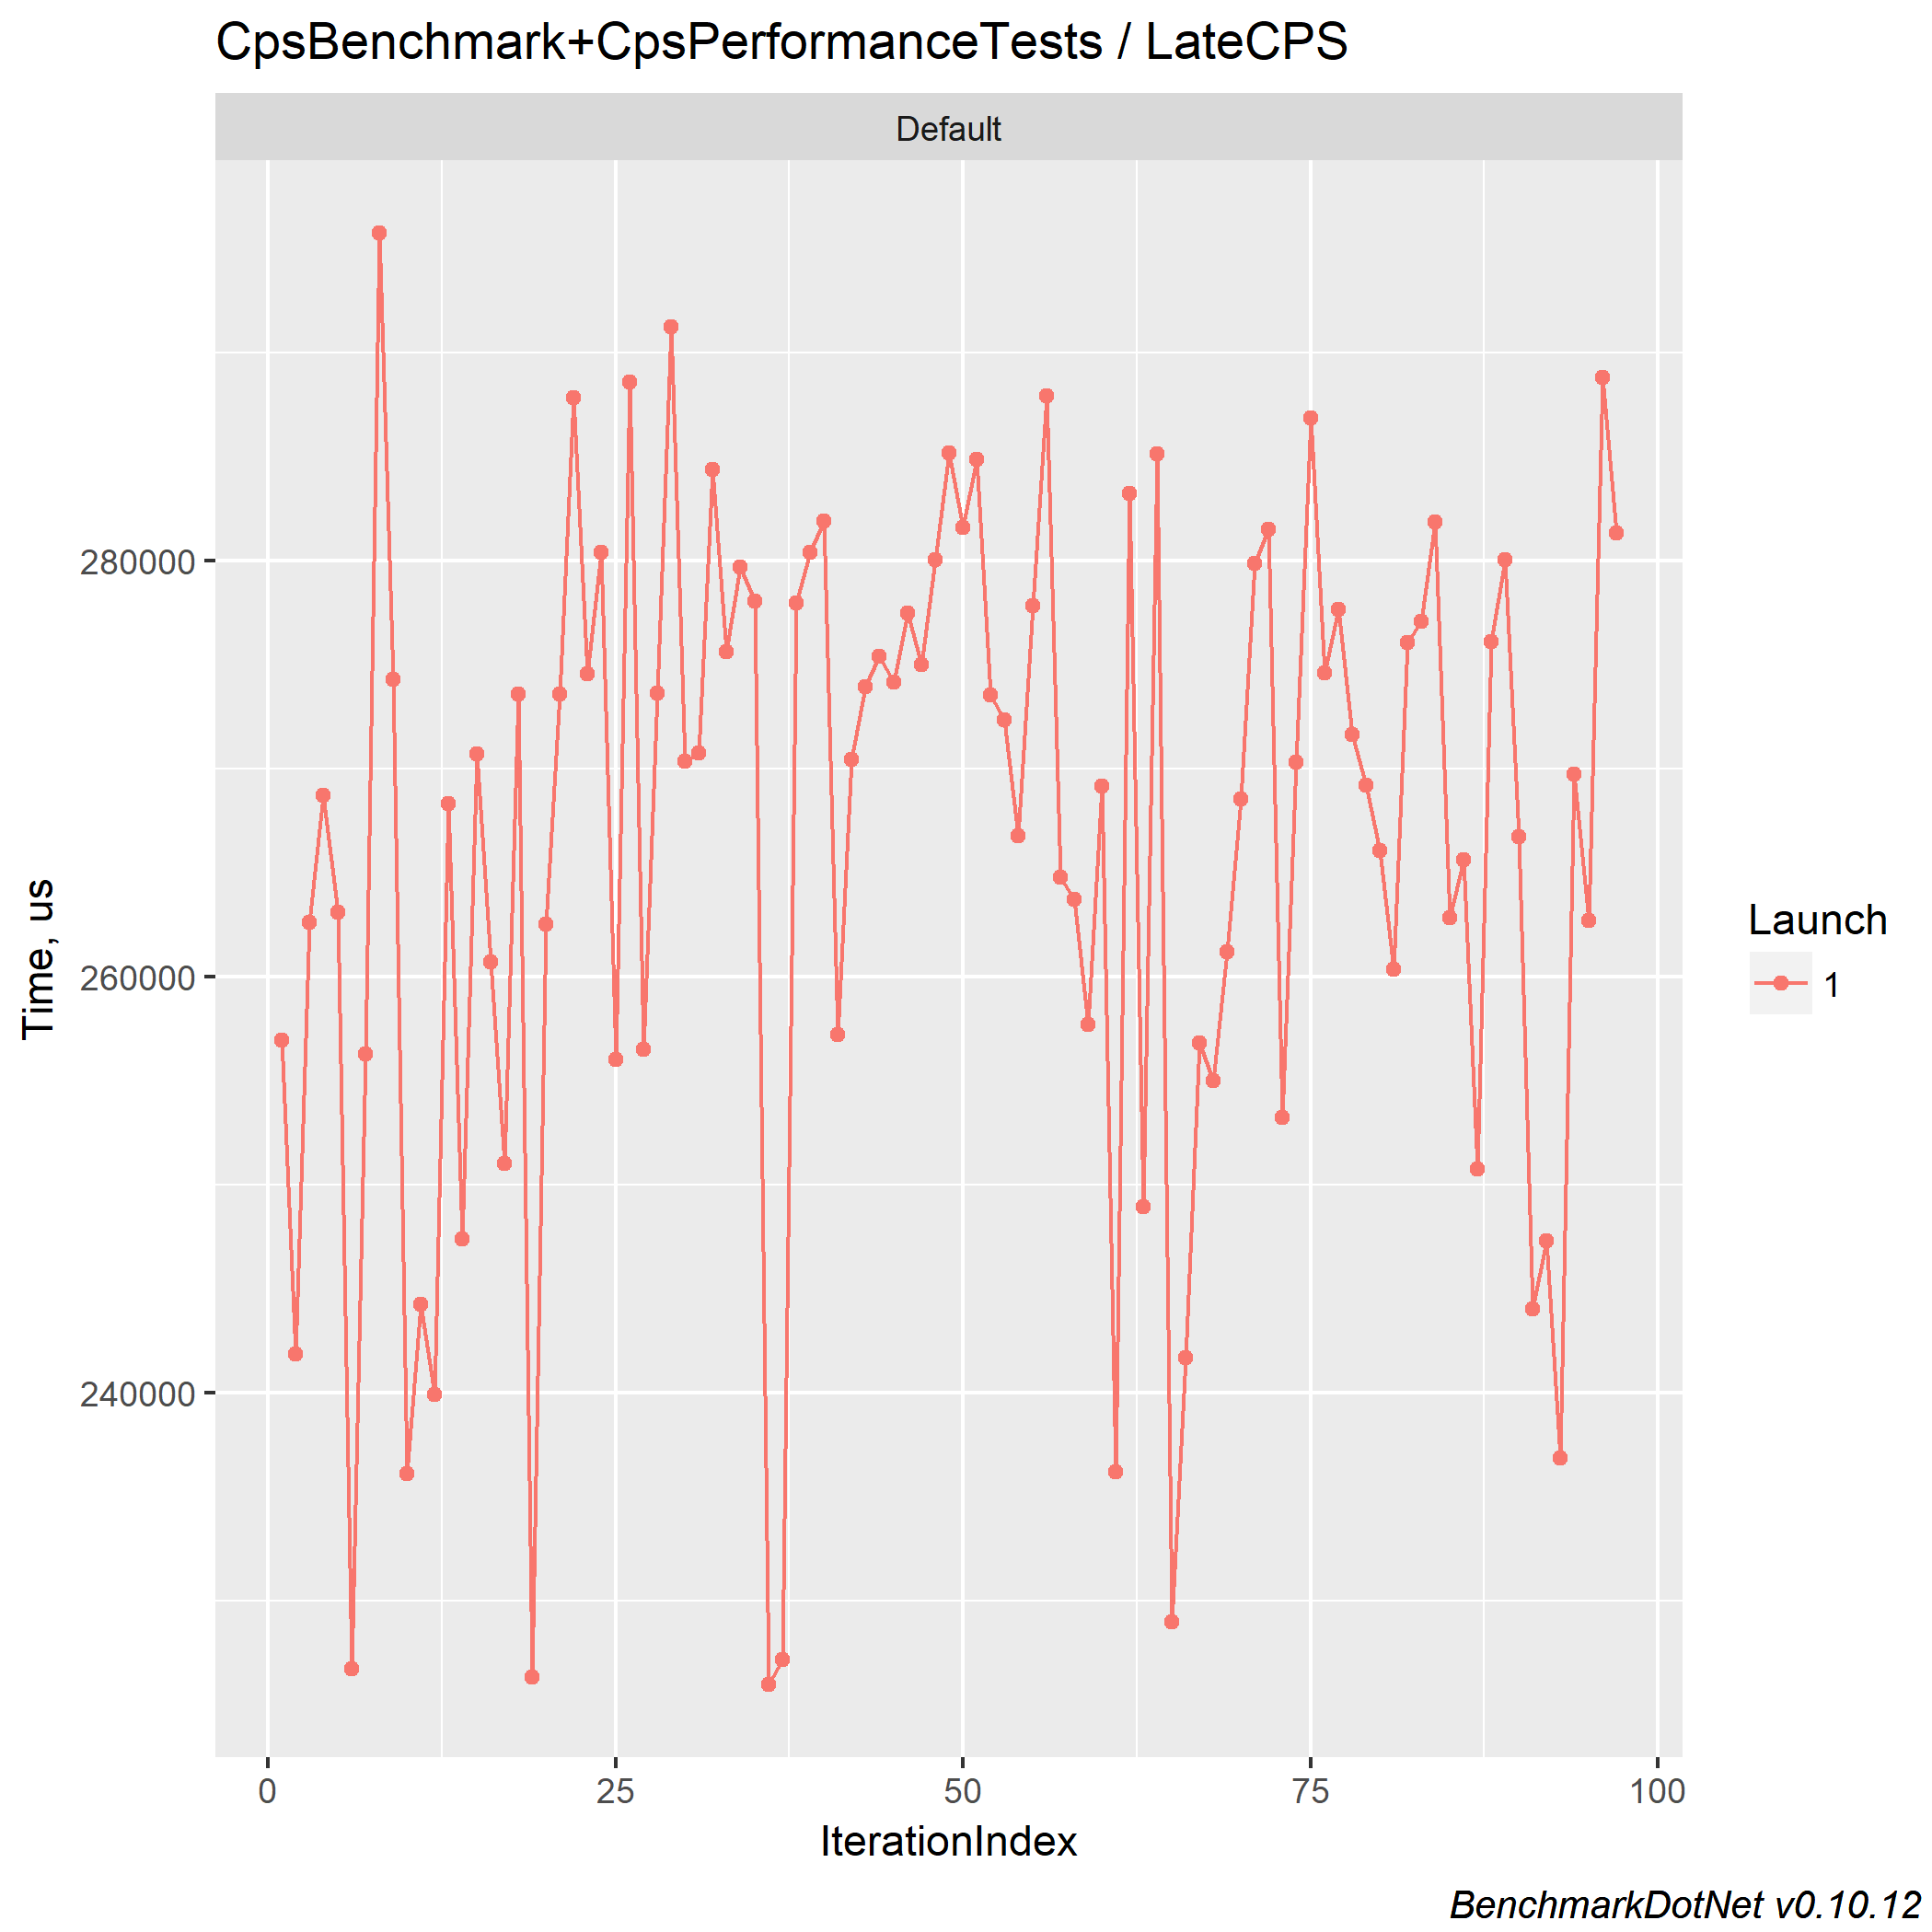 CpsBenchmark+CpsPerformanceTests / LateCPS
Default
280000
260000
240000
Time, us
0 25 50 75 100
IterationIndex
Launch
1
BenchmarkDotNet v0.10.12